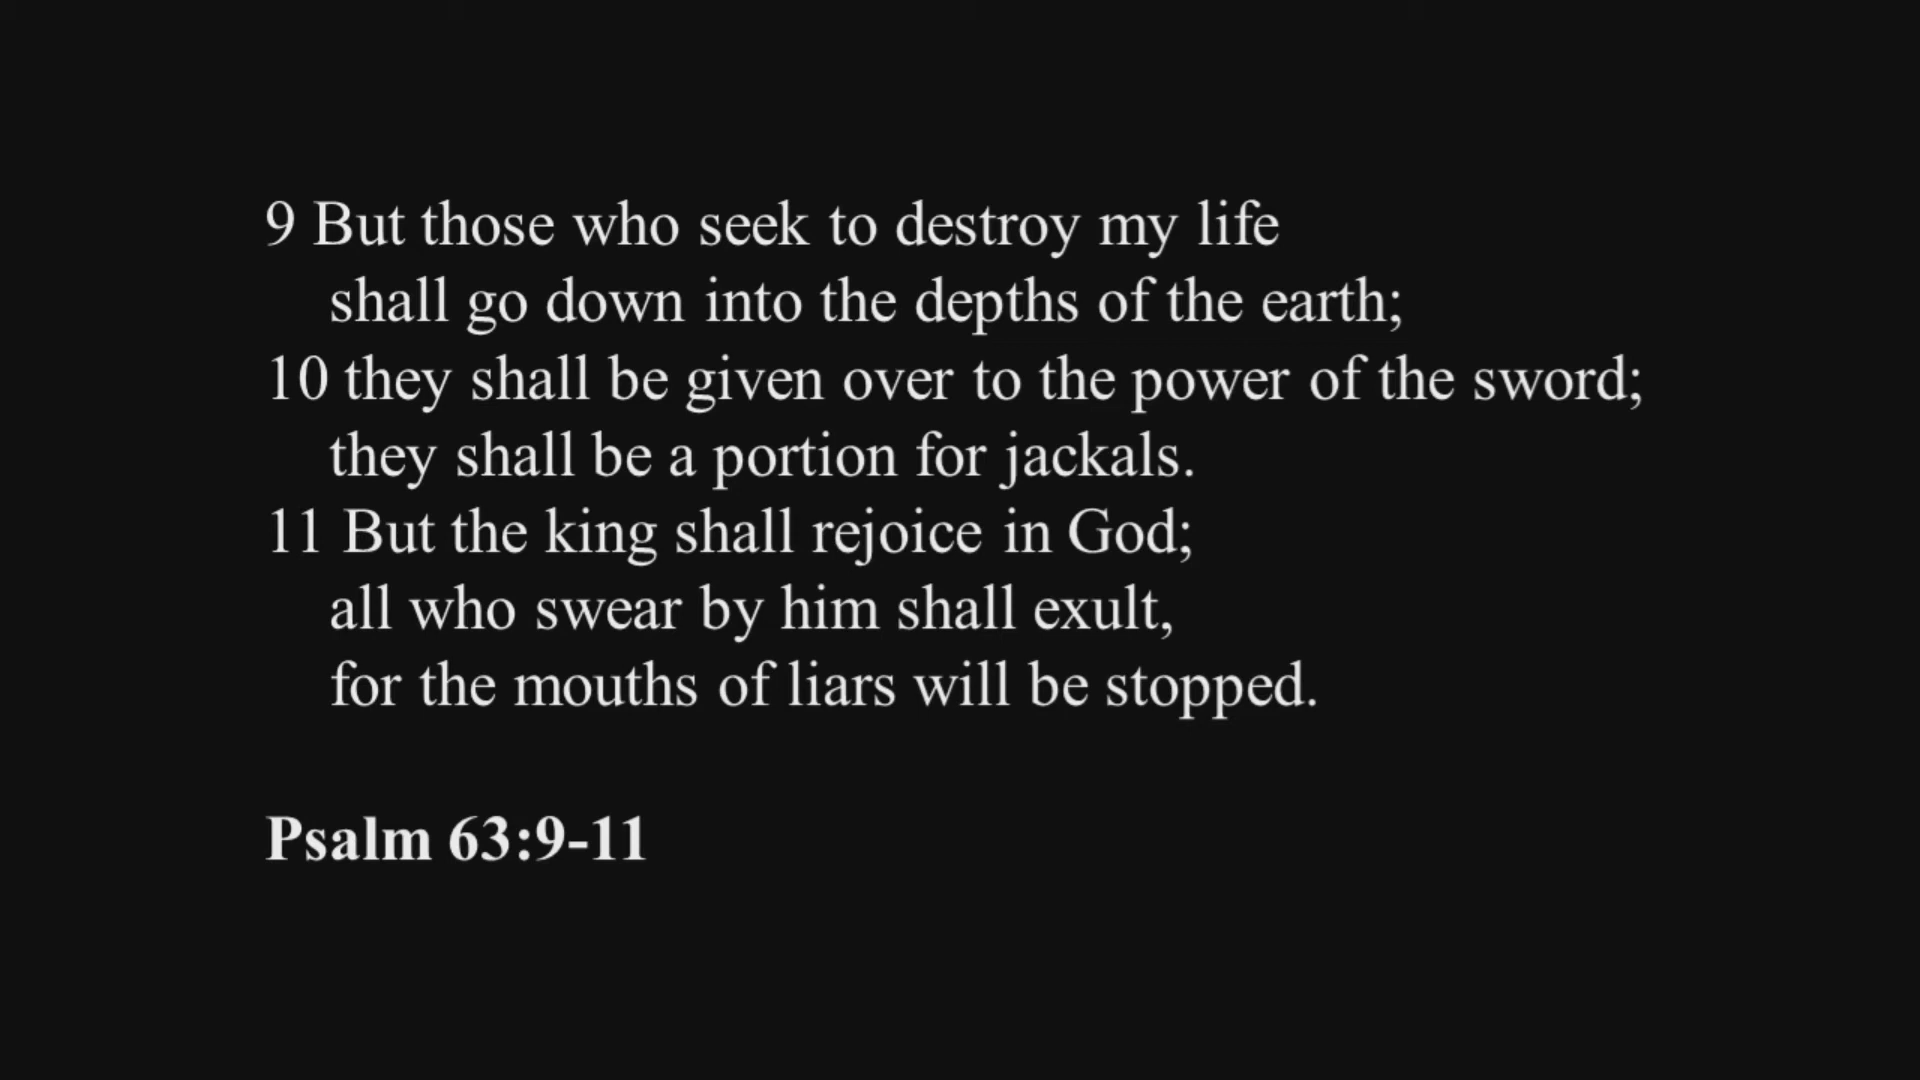 9 But those who seek to destroy my life
shall go down into the depths of the earth;
10 they shall be given over to the power of the sword;
they shall be a portion for jackals.
11 But the king shall rejoice in God;
all who swear by him shall exult,
for the mouths of liars will be stopped.
Psalm 63:9-11